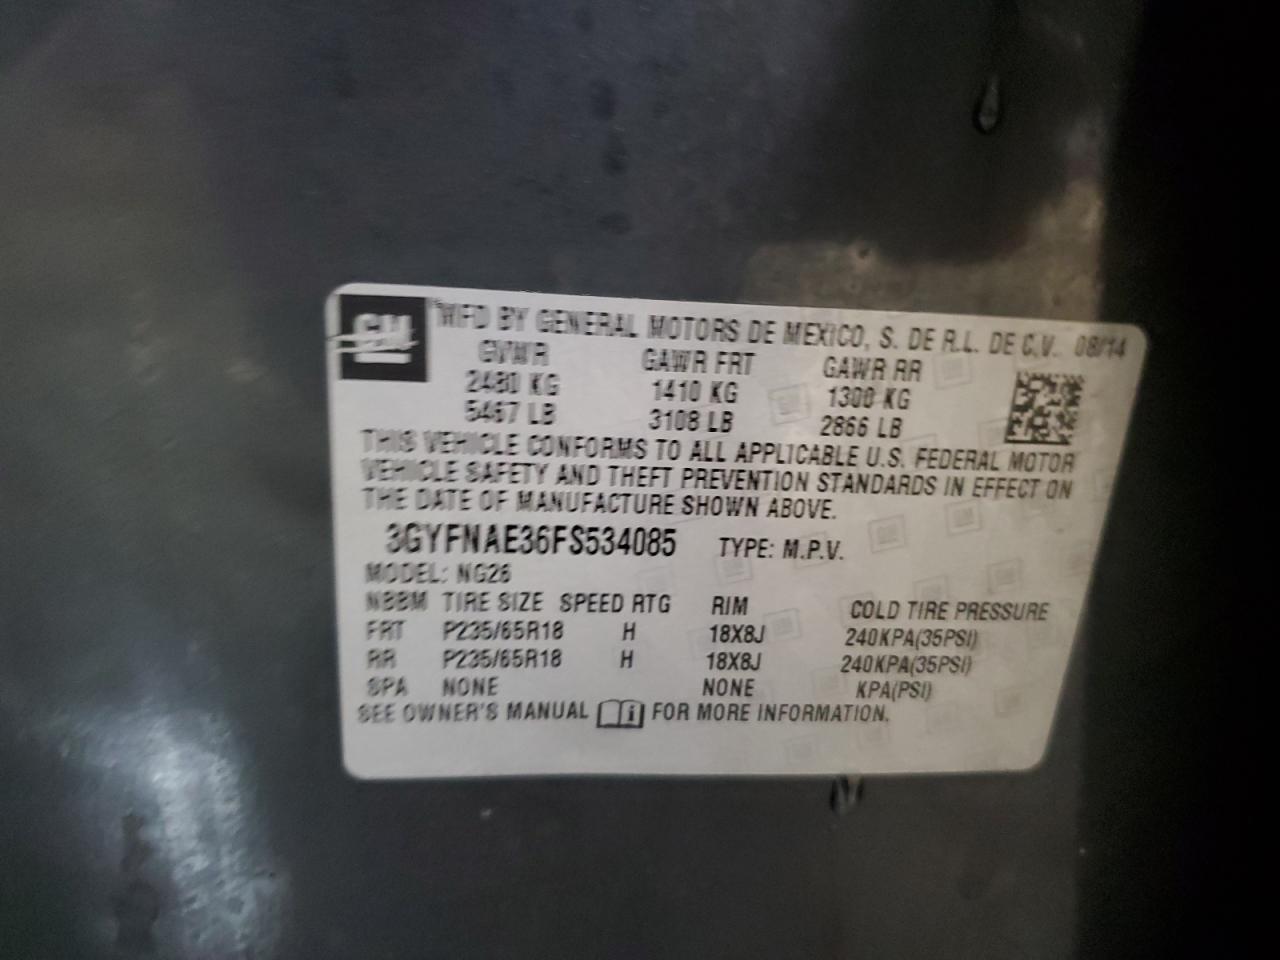 GM
MFD BY GENERAL MOTORS DE MEXICO, S. DE R.L. DE C.V. 08/14
GVWR GAWR FRT GAWR RR
2480 KG 1410 KG 1300 KG
5467 LB 3108 LB 2866 LB
THIS VEHICLE CONFORMS TO ALL APPLICABLE U.S. FEDERAL MOTOR
VEHICLE SAFETY AND THEFT PREVENTION STANDARDS IN EFFECT ON
THE DATE OF MANUFACTURE SHOWN ABOVE.
3GYFNAE36FS534085 TYPE: M.P.V.
MODEL: NG26
NBBM TIRE SIZE SPEED RTG RIM COLD TIRE PRESSURE
FRT P235/65R18 H 18X8J 240KPA(35PSI)
RR P235/65R18 H 18X8J 240KPA(35PSI)
SPA NONE NONE KPA(PSI)
SEE OWNER'S MANUAL FOR MORE INFORMATION.